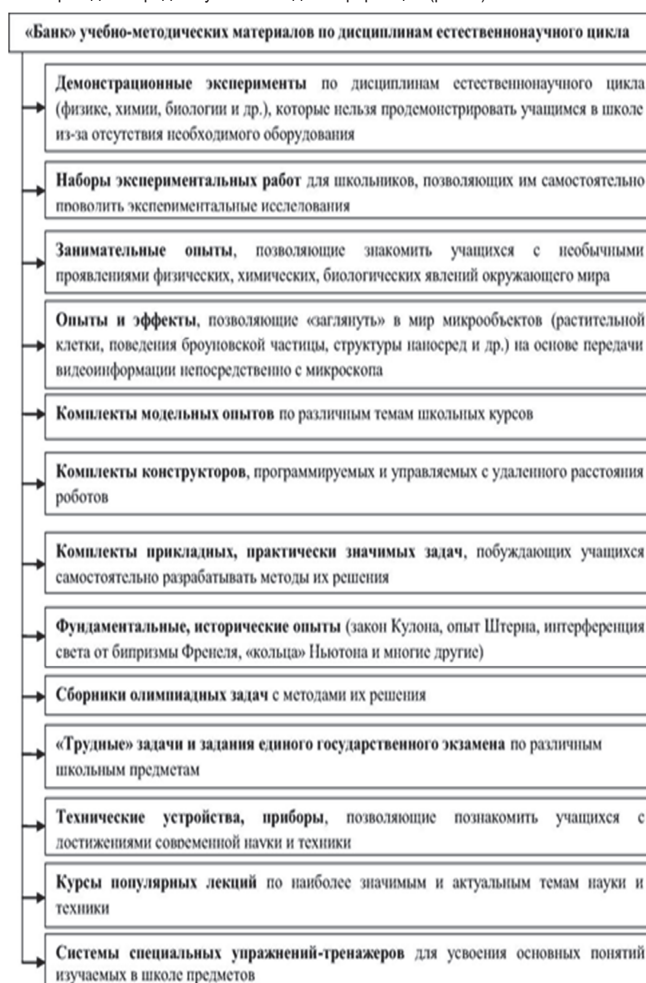 «Банк» учебно-методических материалов по дисциплинам естественнонаучного цикла
Демонстрационные эксперименты по дисциплинам естественнонаучного цикла
(физике, химии, биологии и др.), которые нельзя продемонстрировать учащимся в школе
из-за отсутствия необходимого оборудования
Наборы экспериментальных работ для школьников, позволяющих им самостоятельно
проводить экспериментальные исследования
Занимательные опыты, позволяющие знакомить учащихся с необычными
проявлениями физических, химических, биологических явлений окружающего мира
Опыты и эффекты, позволяющие «заглянуть» в мир микрообъектов (растительной
клетки, поведения броуновской частицы, структуры наносред и др.) на основе передачи
видеоинформации непосредственно с микроскопа
Комплекты модельных опытов по различным темам школьных курсов
Комплекты конструкторов, программируемых и управляемых с удаленного расстояния
роботов
Комплекты прикладных, практически значимых задач, побуждающих учащихся
самостоятельно разрабатывать методы их решения
Фундаментальные, исторические опыты (закон Кулона, опыт Штерна, интерференция
света от бипризмы Френеля, «кольца» Ньютона и многие другие)
Сборники олимпиадных задач с методами их решения
«Трудные» задачи и задания единого государственного экзамена по различным
школьным предметам
Технические устройства, приборы, позволяющие познакомить учащихся с
достижениями современной науки и техники
Курсы популярных лекций по наиболее значимым и актуальным темам науки и
техники
Системы специальных упражнений-тренажеров для усвоения основных понятий
изучаемых в школе предметов